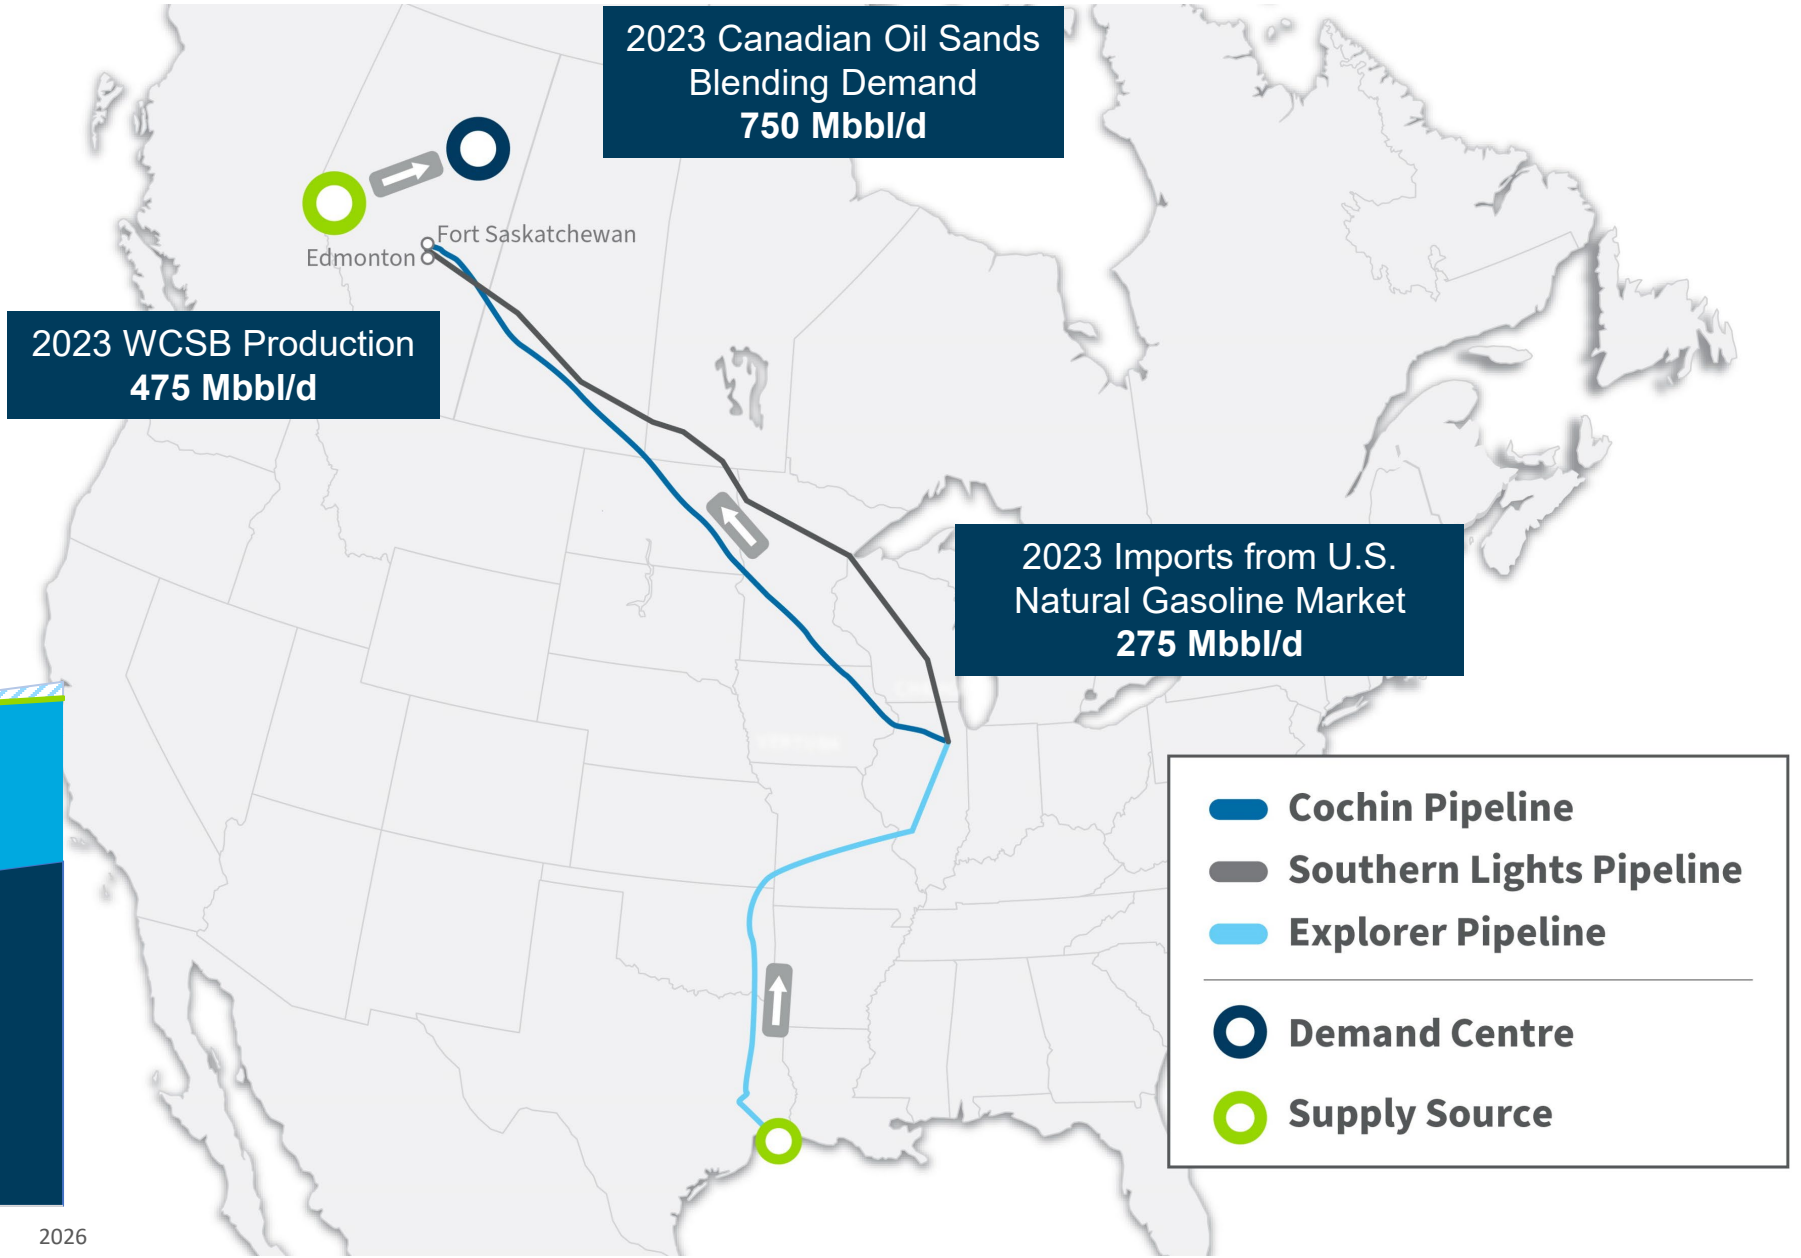 2023 Canadian Oil Sands
Blending Demand
750 Mbbl/d
Fort Saskatchewan
Edmonton
2023 WCSB Production
475 Mbbl/d
2023 Imports from U.S.
Natural Gasoline Market
275 Mbbl/d
Cochin Pipeline
Southern Lights Pipeline
Explorer Pipeline
Demand Centre
Supply Source
2026